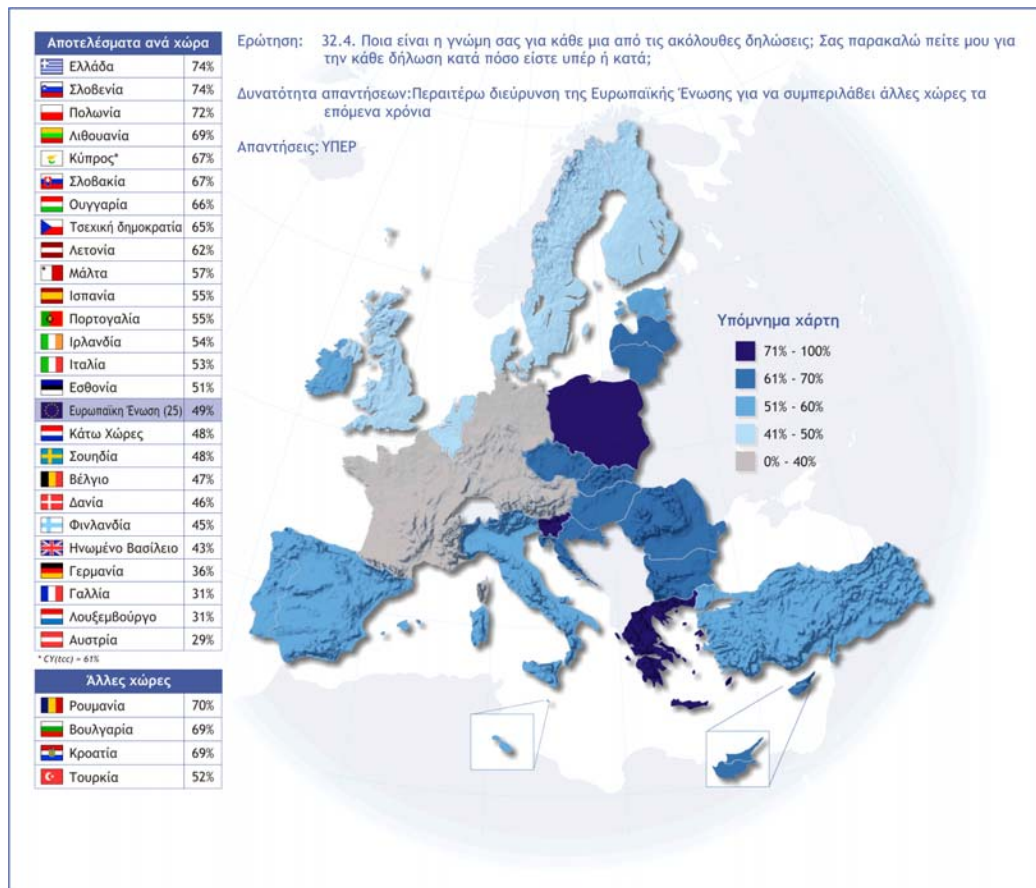 Αποτελέσματα ανά χώρα
Ελλάδα 74%
Σλοβενία 74%
Πολωνία 72%
Λιθουανία 69%
Κύπρος* 67%
Σλοβακία 67%
Ουγγαρία 66%
Τσεχική δημοκρατία 65%
Λετονία 62%
Μάλτα 57%
Ισπανία 55%
Πορτογαλία 55%
Ιρλανδία 54%
Ιταλία 53%
Εσθονία 51%
Ευρωπαϊκη Ένωση (25) 49%
Κάτω Χώρες 48%
Σουηδία 48%
Βέλγιο 47%
Δανία 46%
Φινλανδία 45%
Ηνωμένο Βασίλειο 43%
Γερμανία 36%
Γαλλία 31%
Λουξεμβούργο 31%
Αυστρία 29%
* CY(tcc) = 61%
Άλλες χώρες
Ρουμανία 70%
Βουλγαρία 69%
Κροατία 69%
Τουρκία 52%
Ερώτηση: 32.4. Ποια είναι η γνώμη σας για κάθε μια από τις ακόλουθες δηλώσεις; Σας παρακαλώ πείτε μου για
την κάθε δήλωση κατά πόσο είστε υπέρ ή κατά;
Δυνατότητα απαντήσεων:Περαιτέρω διεύρυνση της Ευρωπαϊκής Ένωσης για να συμπεριλάβει άλλες χώρες τα
επόμενα χρόνια
Απαντήσεις: ΥΠΕΡ
Υπόμνημα χάρτη
71% - 100%
61% - 70%
51% - 60%
41% - 50%
0% - 40%